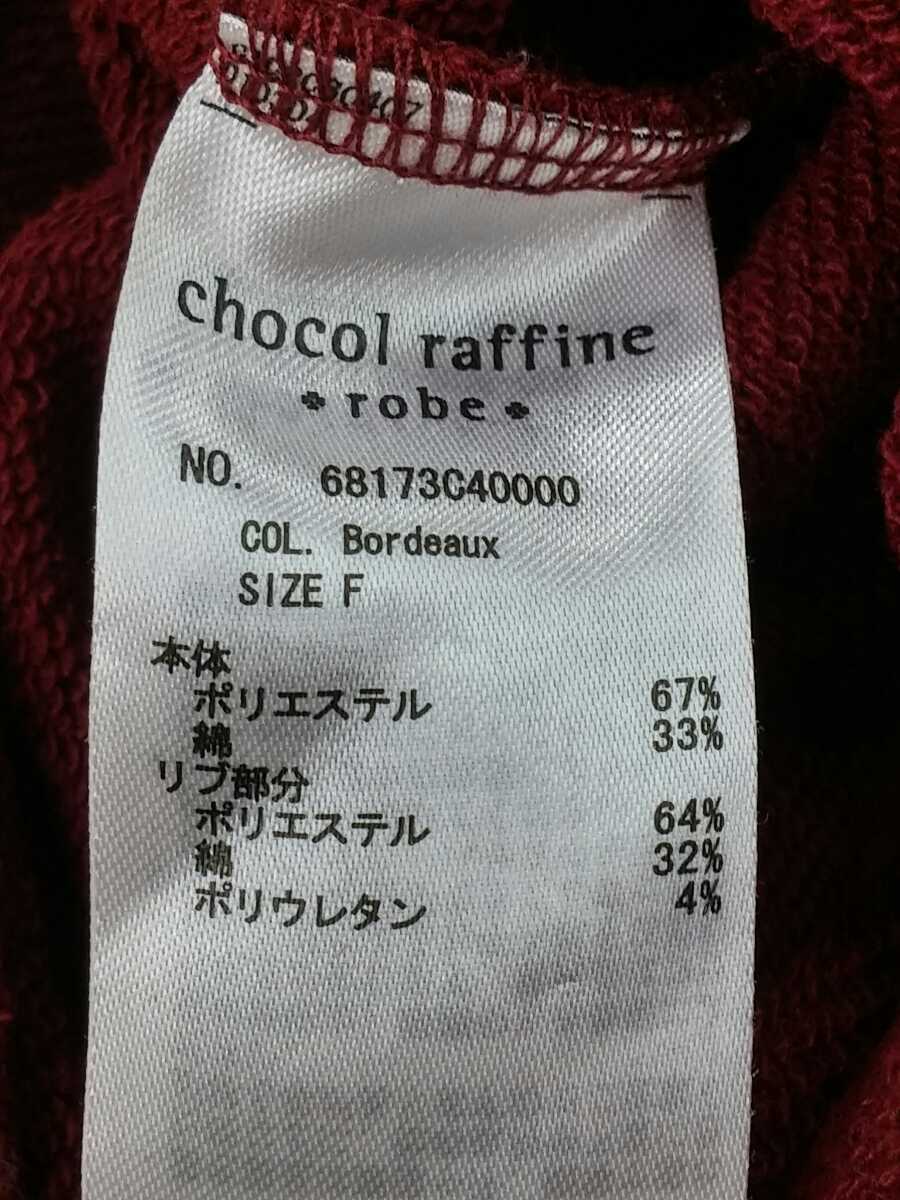 chocol raffine
robe
NO. 68173C40000
COL. Bordeaux
SIZE F
本体
ポリエステル 67%
綿 33%
リブ部分
ポリエステル 64%
綿 32%
ポリウレタン 4%